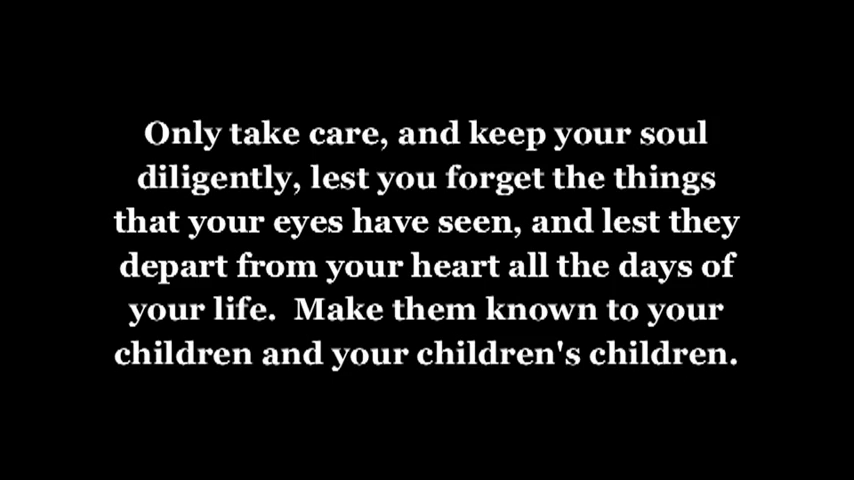 Only take care, and keep your soul
diligently, lest you forget the things
that your eyes have seen, and lest they
depart from your heart all the days of
your life.  Make them known to your
children and your children's children.